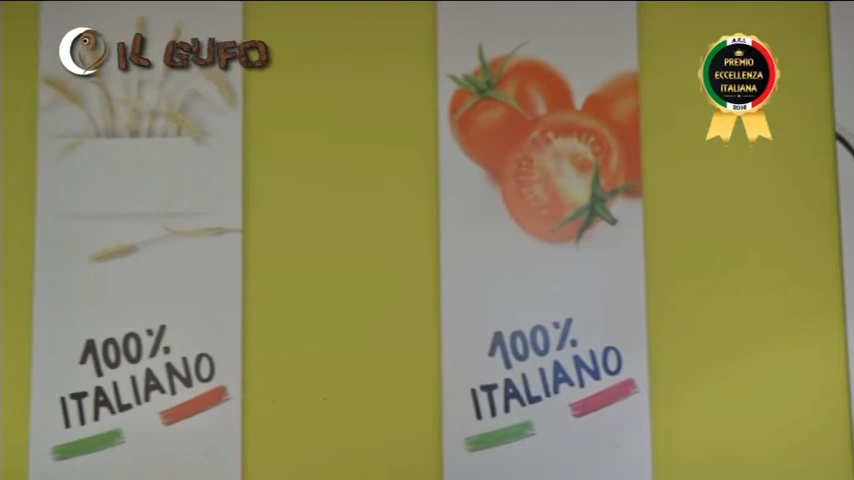 IL GUFO
A.E.I.
PREMIO
ECCELLENZA
ITALIANA
2018
100%
ITALIANO
100%
ITALIANO